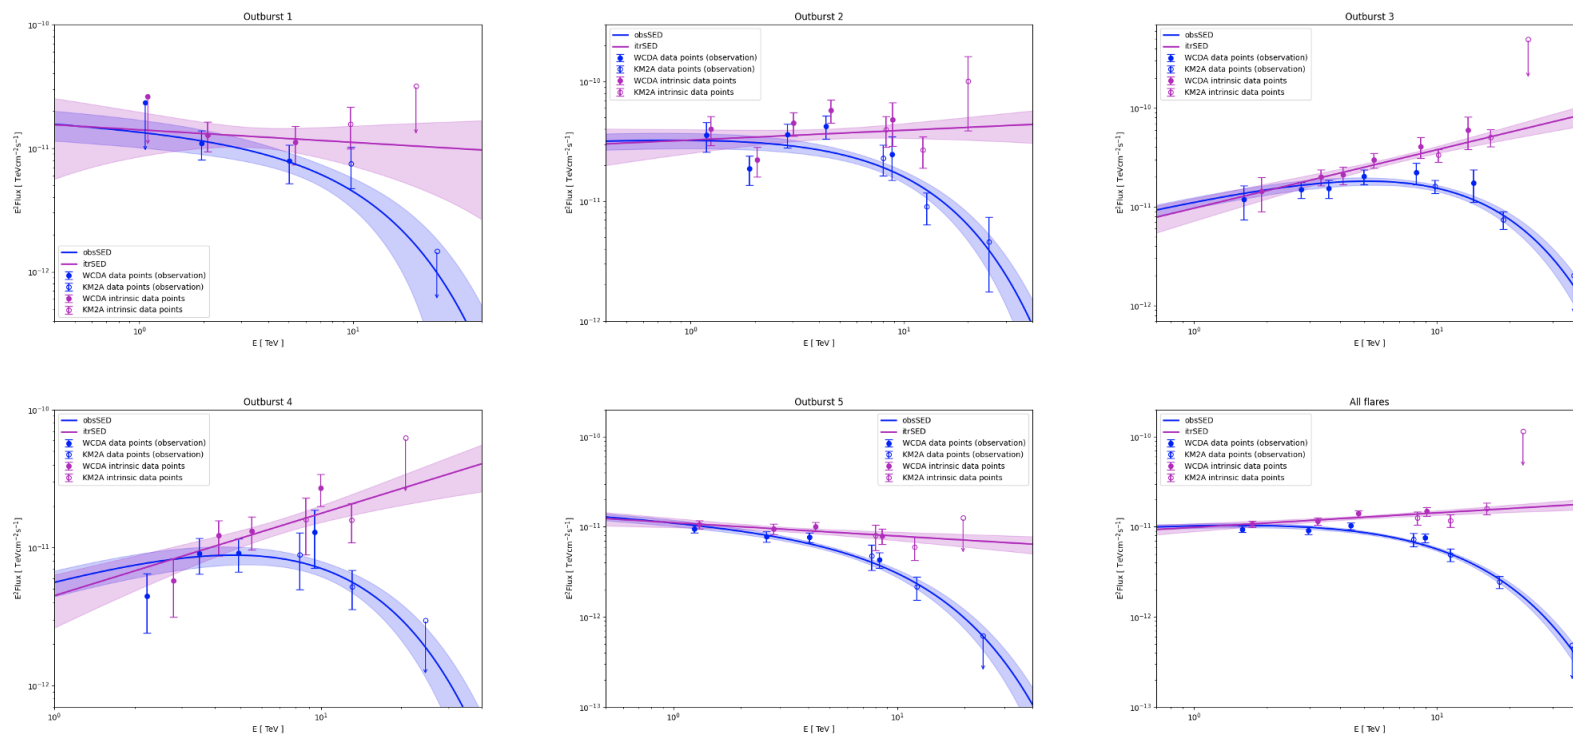 Outburst 1
10⁻¹⁰
10⁻¹¹
10⁻¹²
E²Flux [ TeVcm⁻²s⁻¹]
obsSED
itrSED
WCDA data points (observation)
KM2A data points (observation)
WCDA intrinsic data points
KM2A intrinsic data points
10⁰
10¹
E [ TeV ]
Outburst 2
10⁻¹⁰
10⁻¹¹
10⁻¹²
E²Flux [ TeVcm⁻²s⁻¹]
obsSED
itrSED
WCDA data points (observation)
KM2A data points (observation)
WCDA intrinsic data points
KM2A intrinsic data points
10⁰
10¹
E [ TeV ]
Outburst 3
10⁻¹⁰
10⁻¹¹
10⁻¹²
E²Flux [ TeVcm⁻²s⁻¹]
obsSED
itrSED
WCDA data points (observation)
KM2A data points (observation)
WCDA intrinsic data points
KM2A intrinsic data points
10⁰
10¹
E [ TeV ]
Outburst 4
10⁻¹⁰
10⁻¹¹
10⁻¹²
E²Flux [ TeVcm⁻²s⁻¹]
obsSED
itrSED
WCDA data points (observation)
KM2A data points (observation)
WCDA intrinsic data points
KM2A intrinsic data points
10⁰
10¹
E [ TeV ]
Outburst 5
10⁻⁹
10⁻¹⁰
10⁻¹¹
10⁻¹²
10⁻¹³
E²Flux [ TeVcm⁻²s⁻¹]
obsSED
itrSED
WCDA data points (observation)
KM2A data points (observation)
WCDA intrinsic data points
KM2A intrinsic data points
10⁰
10¹
E [ TeV ]
All flares
10⁻¹⁰
10⁻¹¹
10⁻¹²
10⁻¹³
E²Flux [ TeVcm⁻²s⁻¹]
obsSED
itrSED
WCDA data points (observation)
KM2A data points (observation)
WCDA intrinsic data points
KM2A intrinsic data points
10⁰
10¹
E [ TeV ]